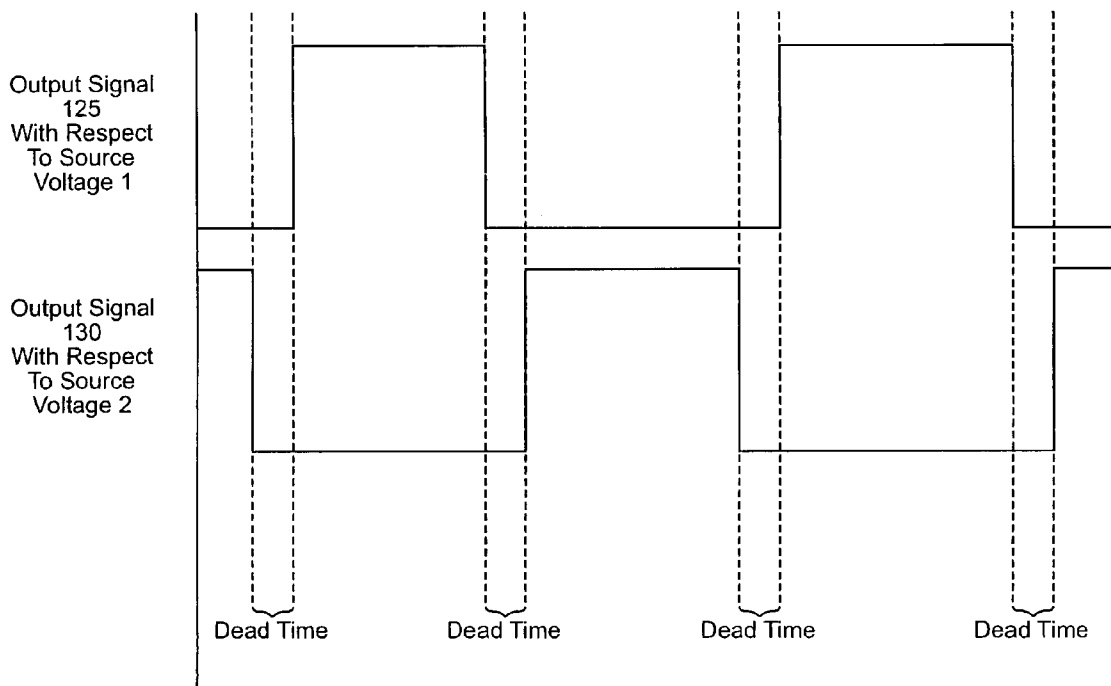 Output Signal
125
With Respect
To Source
Voltage 1
Output Signal
130
With Respect
To Source
Voltage 2
Dead Time
Dead Time
Dead Time
Dead Time